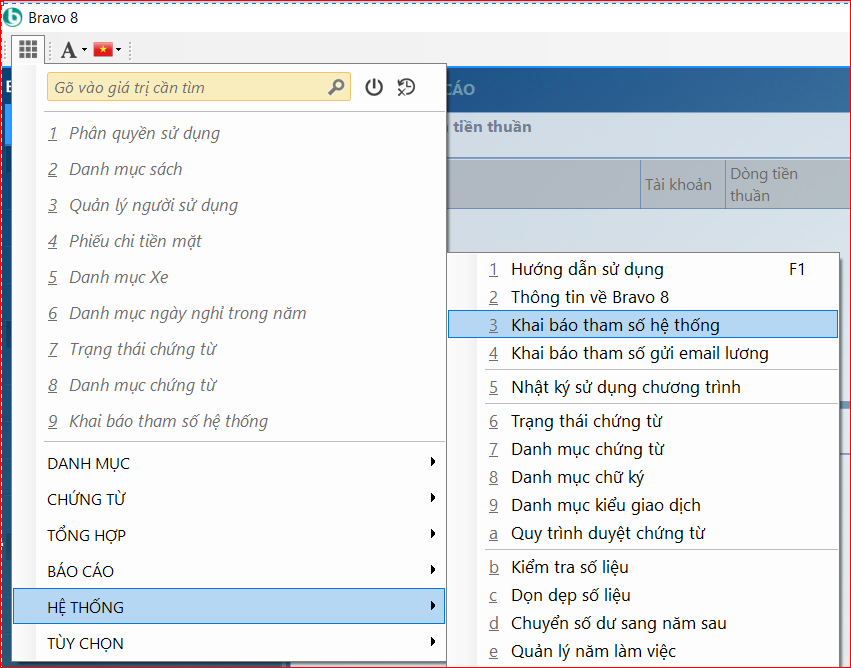 Bravo 8
A
Gõ vào giá trị cần tìm
CÁO
tiền thuần
Tài khoản
Dòng tiền
thuần
1 Phân quyền sử dụng
2 Danh mục sách
3 Quản lý người sử dụng
4 Phiếu chi tiền mặt
5 Danh mục Xe
6 Danh mục ngày nghỉ trong năm
7 Trạng thái chứng từ
8 Danh mục chứng từ
9 Khai báo tham số hệ thống
DANH MỤC
CHỨNG TỪ
TỔNG HỢP
BÁO CÁO
HỆ THỐNG
TÙY CHỌN
1 Hướng dẫn sử dụng F1
2 Thông tin về Bravo 8
3 Khai báo tham số hệ thống
4 Khai báo tham số gửi email lương
5 Nhật ký sử dụng chương trình
6 Trạng thái chứng từ
7 Danh mục chứng từ
8 Danh mục chữ ký
9 Danh mục kiểu giao dịch
a Quy trình duyệt chứng từ
b Kiểm tra số liệu
c Dọn dẹp số liệu
d Chuyển số dư sang năm sau
e Quản lý năm làm việc